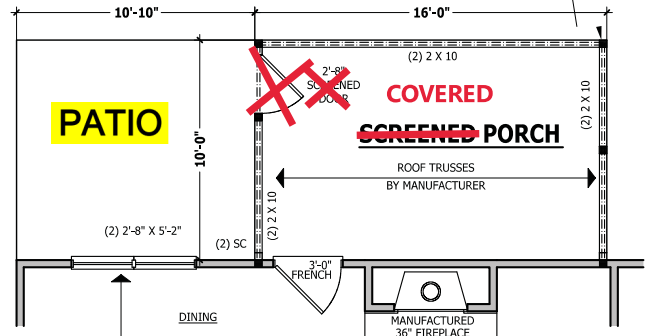 10'-10" 16'-0"
(2) 2 X 10
2'-8"
SCREENED
DOOR
COVERED
PATIO
SCREENED PORCH
10'-0"
(2) 2 X 10
ROOF TRUSSES
BY MANUFACTURER
(2) 2 X 10
(2) 2'-8" X 5'-2"
(2) SC
3'-0"
FRENCH
DINING
MANUFACTURED
36" FIREPLACE